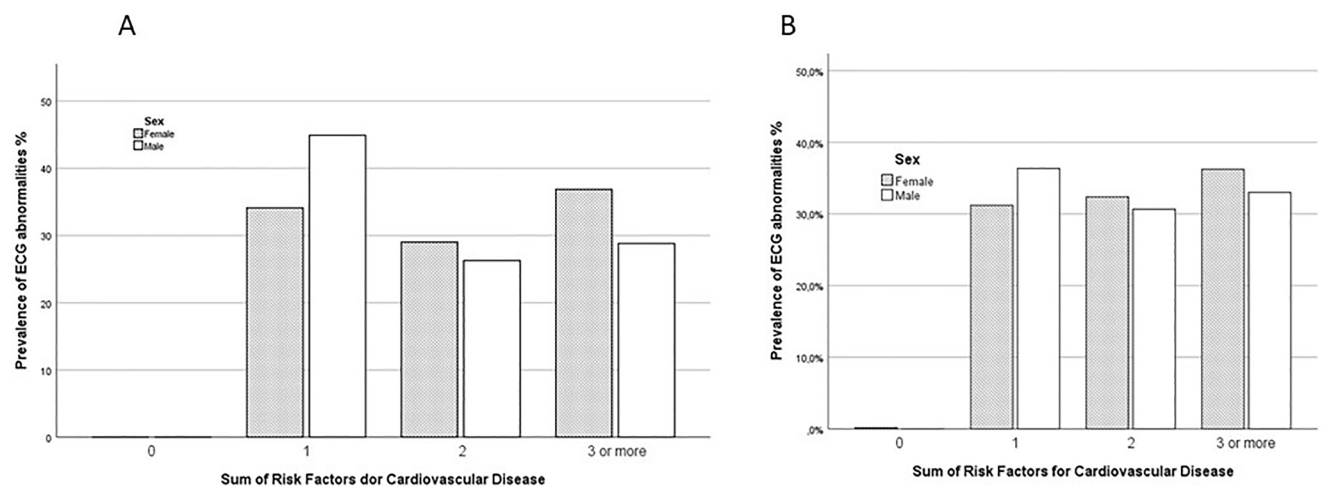 A
Prevalence of ECG abnormalities %
50
40
30
20
10
0
Sex
Female
Male
0 1 2 3 or more
Sum of Risk Factors dor Cardiovascular Disease
B
Prevalence of ECG abnormalities %
50,0%
40,0%
30,0%
20,0%
10,0%
,0%
Sex
Female
Male
0 1 2 3 or more
Sum of Risk Factors for Cardiovascular Disease